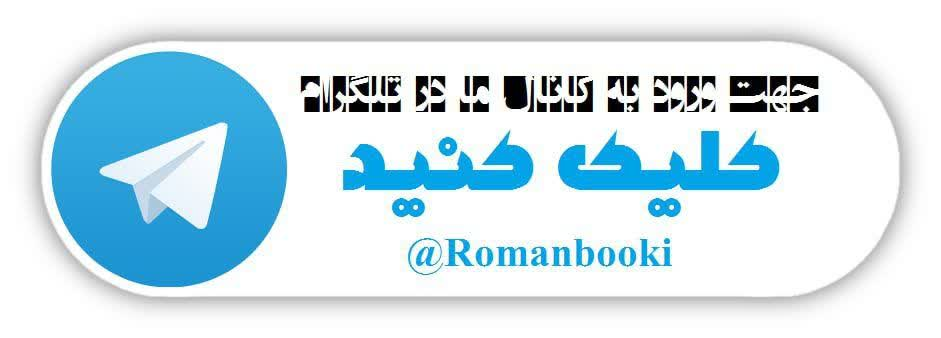 جهت ورود به کانال ما در تلگرام
کلیک کنید
@Romanbooki